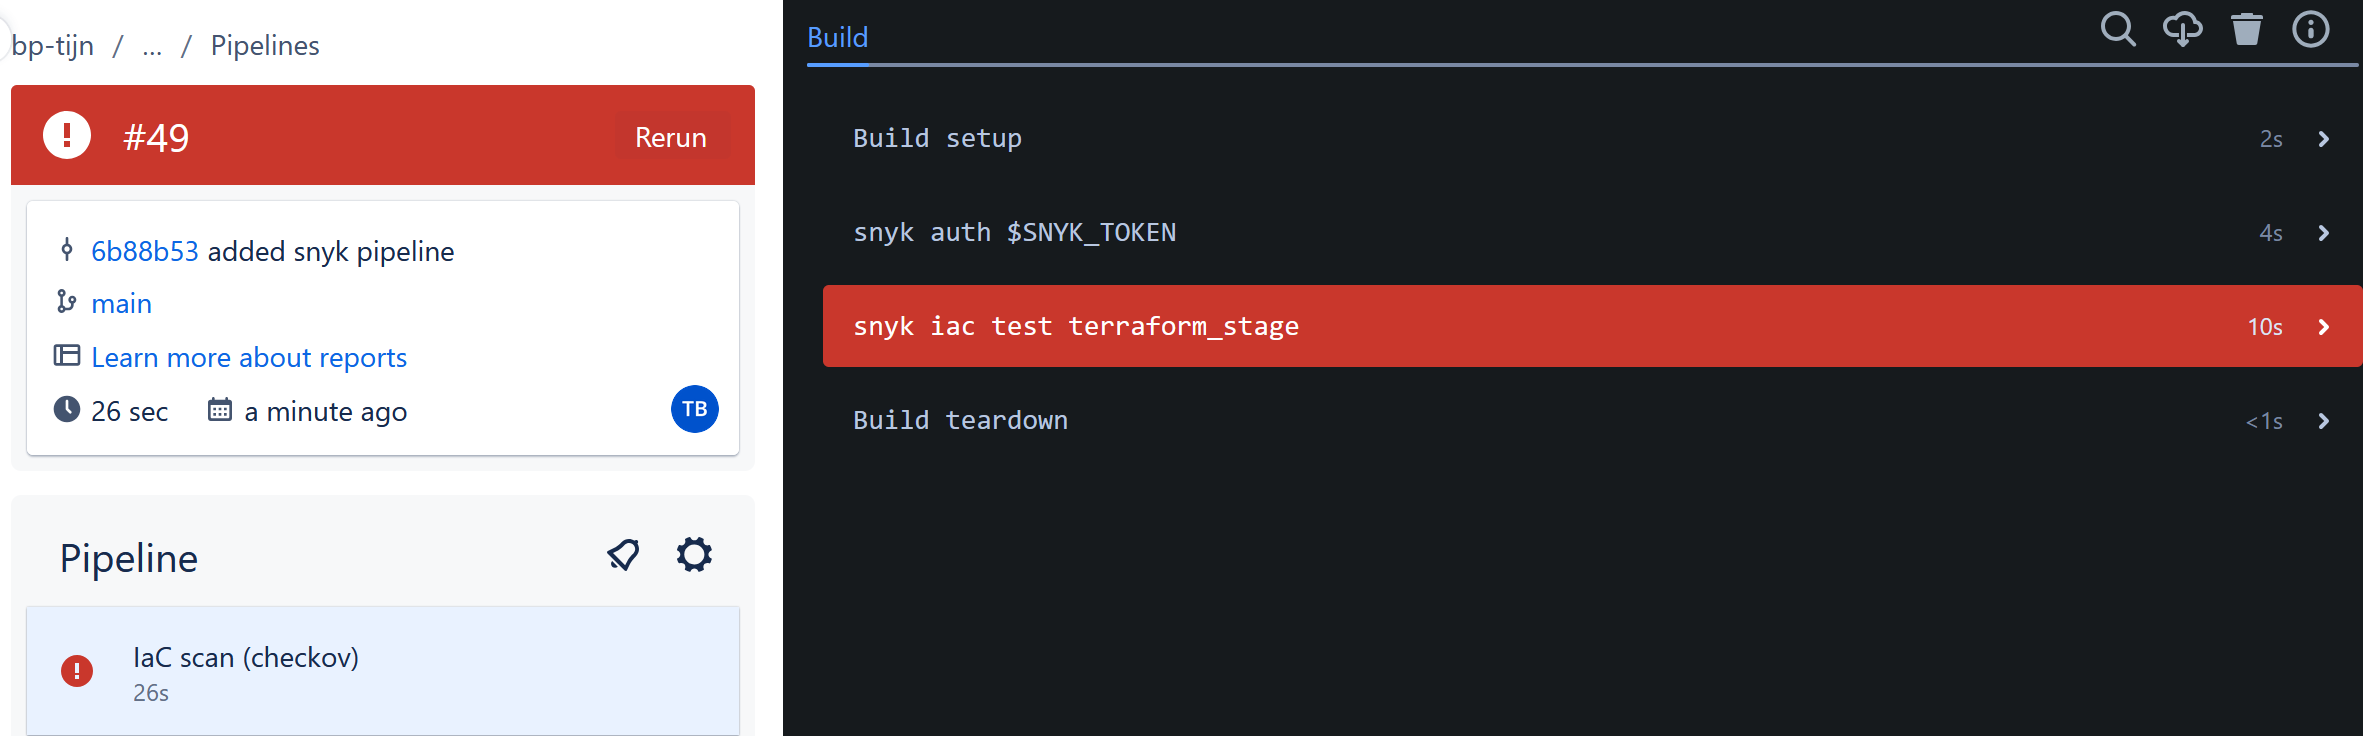 bp-tijn / ... / Pipelines
#49
Rerun
6b88b53 added snyk pipeline
main
Learn more about reports
26 sec
a minute ago
TB
Pipeline
IaC scan (checkov)
26s
Build
Build setup 2s
snyk auth $SNYK_TOKEN 4s
snyk iac test terraform_stage 10s
Build teardown <1s